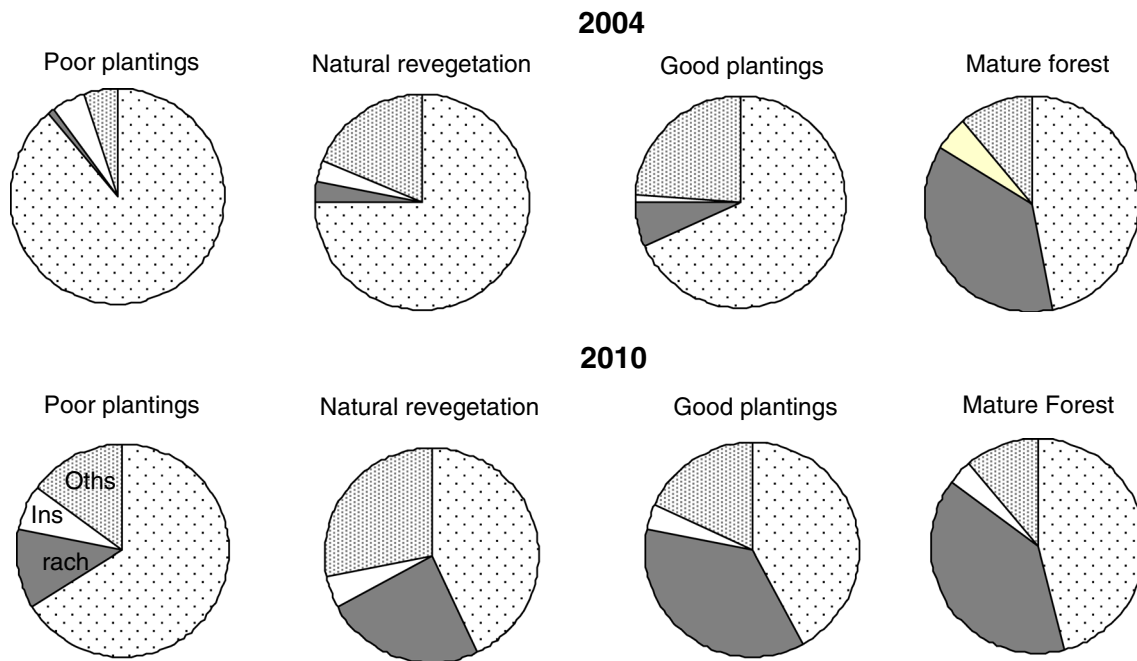 2004
Poor plantings
Natural revegetation
Good plantings
Mature forest
2010
Poor plantings
Natural revegetation
Good plantings
Mature Forest
Oths
Ins
rach